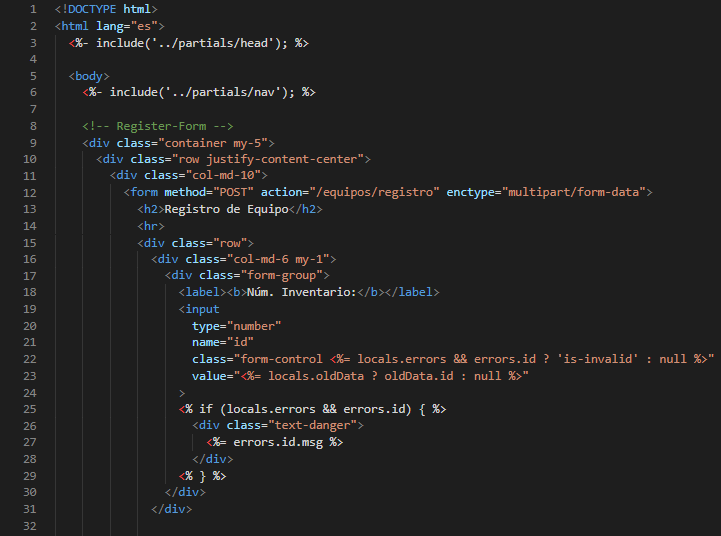 1 <!DOCTYPE html>
2 <html lang="es">
3 <%- include('../partials/head'); %>
4
5 <body>
6 <%- include('../partials/nav'); %>
7
8 <!-- Register-Form -->
9 <div class="container my-5">
10 <div class="row justify-content-center">
11 <div class="col-md-10">
12 <form method="POST" action="/equipos/registro" enctype="multipart/form-data">
13 <h2>Registro de Equipo</h2>
14 <hr>
15 <div class="row">
16 <div class="col-md-6 my-1">
17 <div class="form-group">
18 <label><b>Núm. Inventario:</b></label>
19 <input
20 type="number"
21 name="id"
22 class="form-control <%= locals.errors && errors.id ? 'is-invalid' : null %>"
23 value="<%= locals.oldData ? oldData.id : null %>"
24 >
25 <% if (locals.errors && errors.id) { %>
26 <div class="text-danger">
27 <%= errors.id.msg %>
28 </div>
29 <% } %>
30 </div>
31 </div>
32